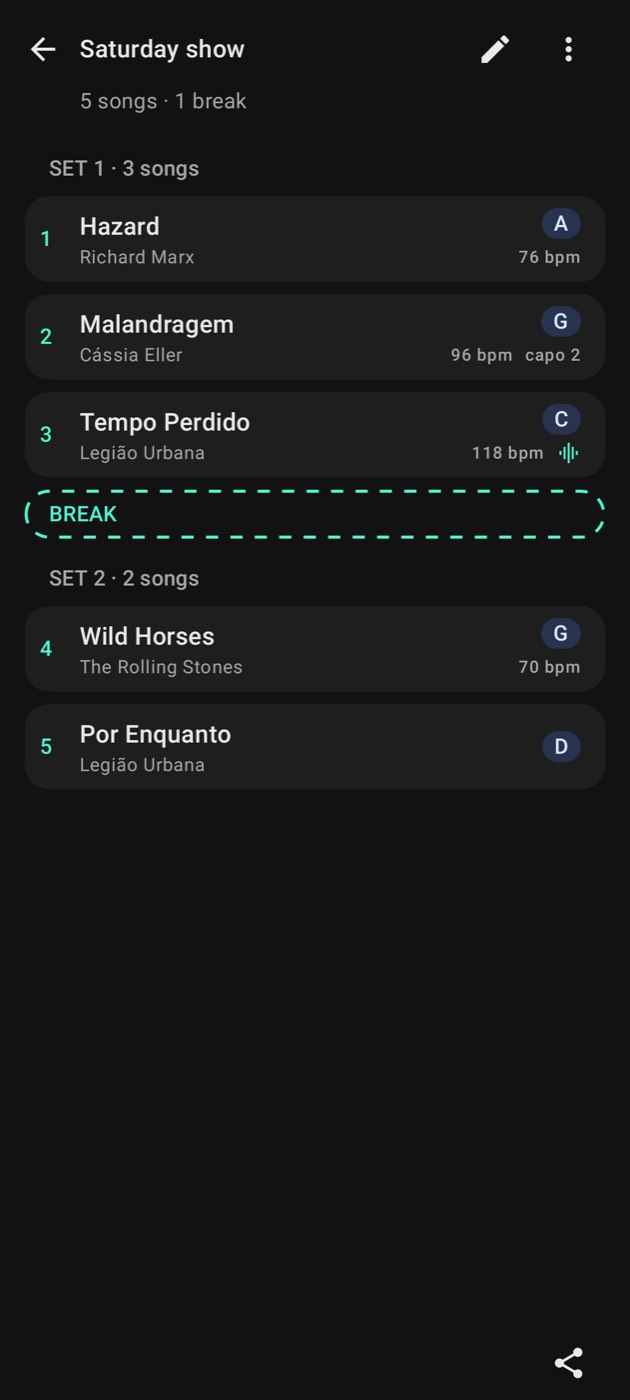 Saturday show
5 songs · 1 break
SET 1 · 3 songs
1 Hazard A
Richard Marx 76 bpm
2 Malandragem G
Cássia Eller 96 bpm capo 2
3 Tempo Perdido C
Legião Urbana 118 bpm
BREAK
SET 2 · 2 songs
4 Wild Horses G
The Rolling Stones 70 bpm
5 Por Enquanto D
Legião Urbana